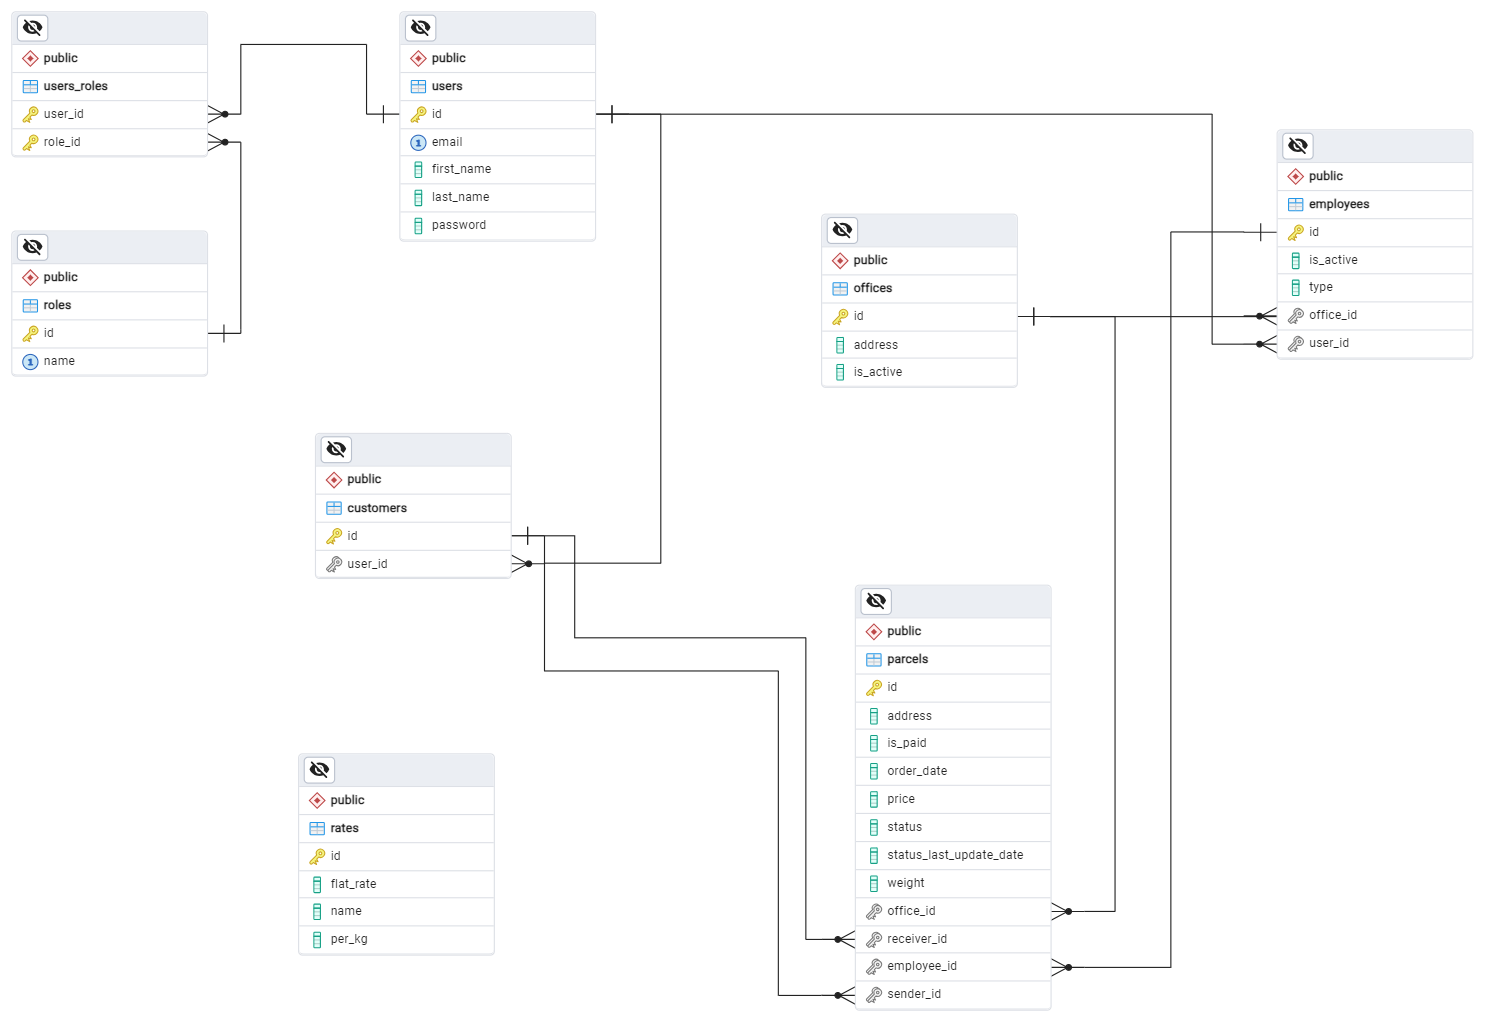 public
users_roles
user_id
role_id
public
users
id
email
first_name
last_name
password
public
roles
id
name
public
offices
id
address
is_active
public
employees
id
is_active
type
office_id
user_id
public
customers
id
user_id
public
parcels
id
address
is_paid
order_date
price
status
status_last_update_date
weight
office_id
receiver_id
employee_id
sender_id
public
rates
id
flat_rate
name
per_kg